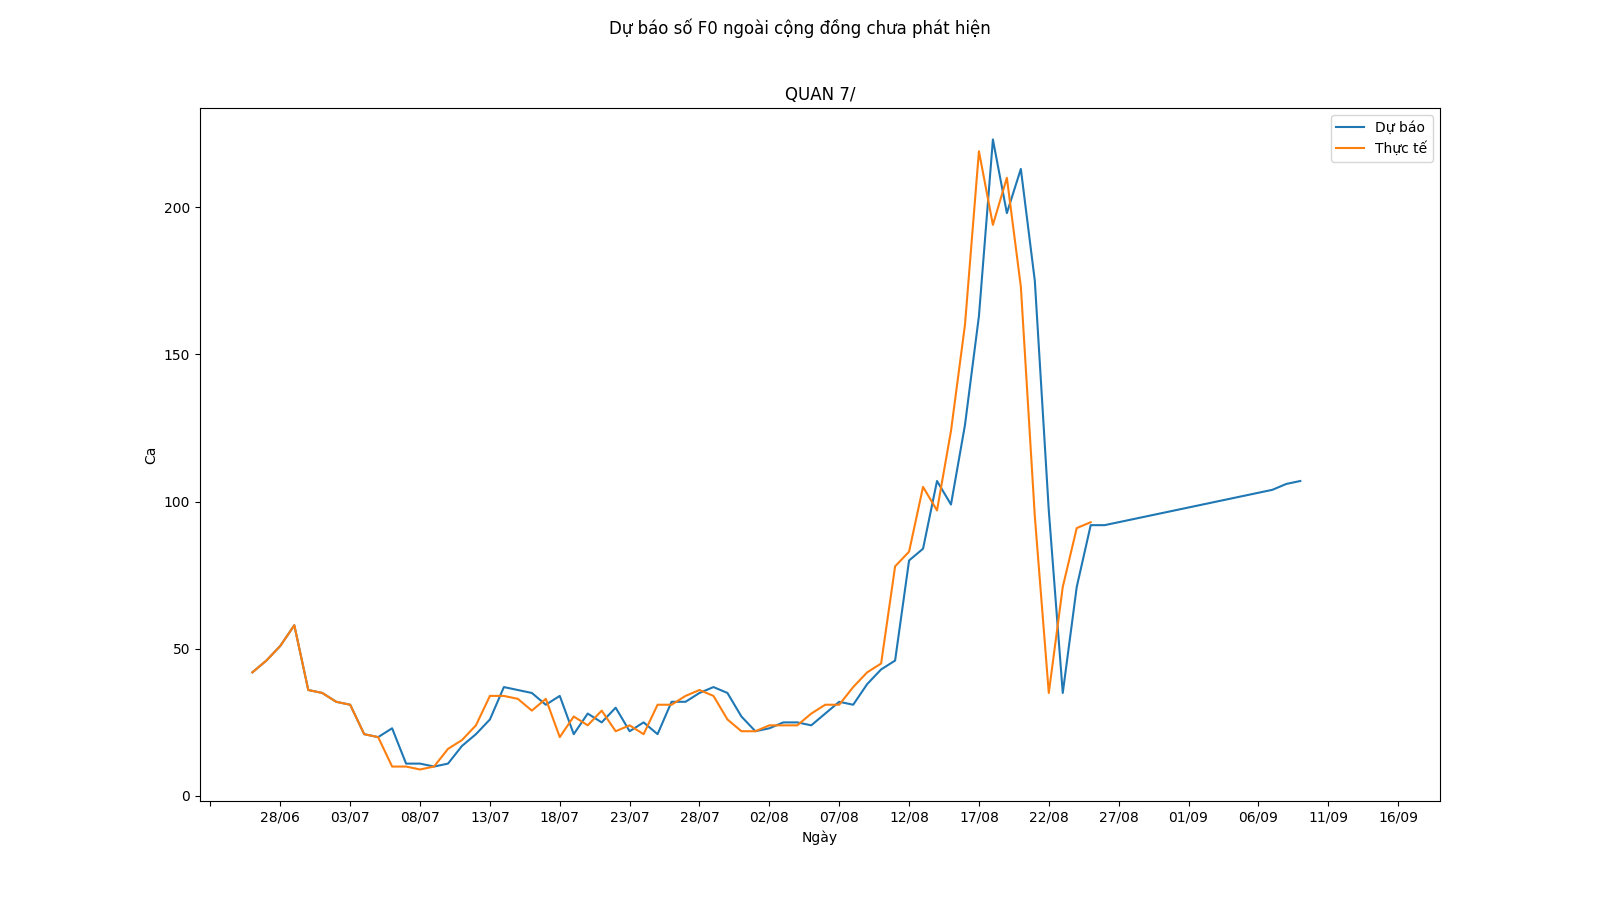 Dự báo số F0 ngoài cộng đồng chưa phát hiện
QUAN 7/
Dự báo
Thực tế
200
150
Ca
100
50
0
28/06 03/07 08/07 13/07 18/07 23/07 28/07 02/08 07/08 12/08 17/08 22/08 27/08 01/09 06/09 11/09 16/09
Ngày